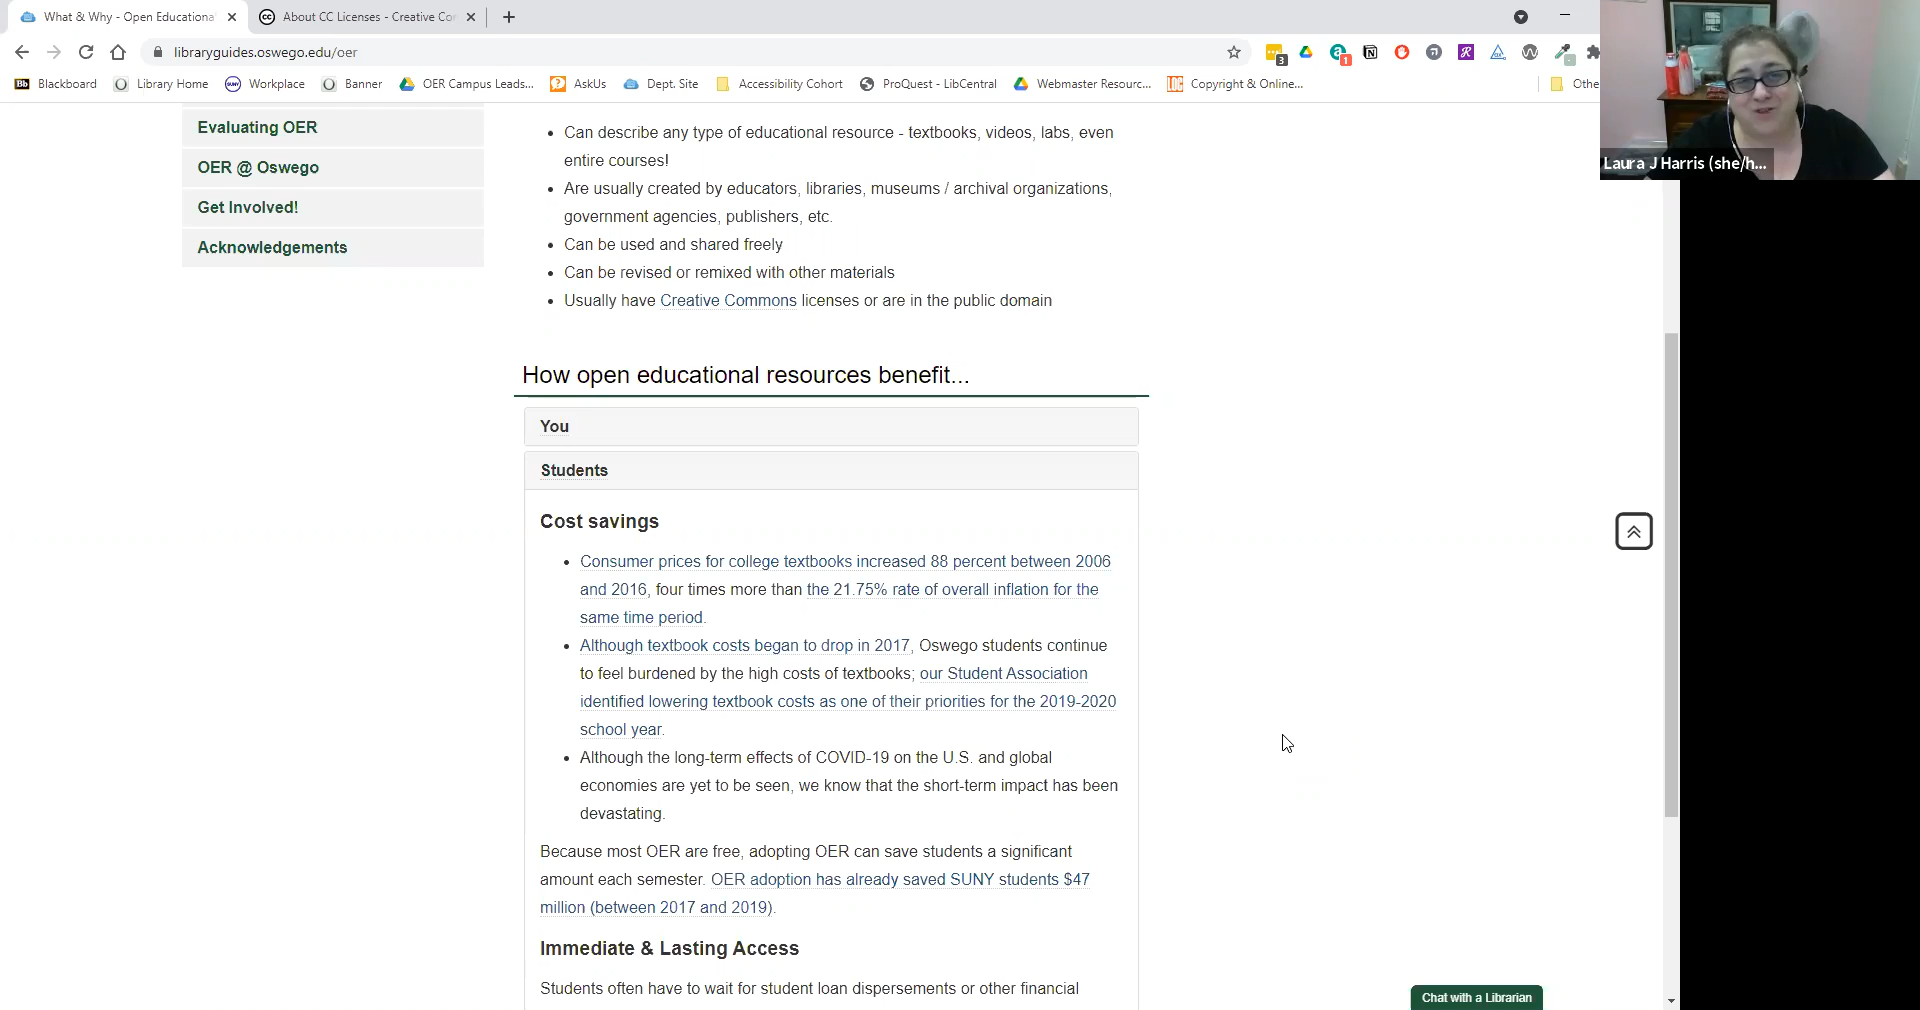 What & Why - Open Educationa
About CC Licenses - Creative Co
libraryguides.oswego.edu/oer
3
1
Bb Blackboard
Library Home
Workplace
Banner
OER Campus Leads...
AskUs
Dept. Site
Accessibility Cohort
ProQuest - LibCentral
Webmaster Resourc...
Copyright & Online...
Othe
Laura J Harris (she/h...
Evaluating OER
OER @ Oswego
Get Involved!
Acknowledgements
• Can describe any type of educational resource - textbooks, videos, labs, even
entire courses!
• Are usually created by educators, libraries, museums / archival organizations,
government agencies, publishers, etc.
• Can be used and shared freely
• Can be revised or remixed with other materials
• Usually have Creative Commons licenses or are in the public domain
How open educational resources benefit...
You
Students
Cost savings
• Consumer prices for college textbooks increased 88 percent between 2006
and 2016, four times more than the 21.75% rate of overall inflation for the
same time period.
• Although textbook costs began to drop in 2017, Oswego students continue
to feel burdened by the high costs of textbooks; our Student Association
identified lowering textbook costs as one of their priorities for the 2019-2020
school year.
• Although the long-term effects of COVID-19 on the U.S. and global
economies are yet to be seen, we know that the short-term impact has been
devastating.
Because most OER are free, adopting OER can save students a significant
amount each semester. OER adoption has already saved SUNY students $47
million (between 2017 and 2019).
Immediate & Lasting Access
Students often have to wait for student loan dispersements or other financial
Chat with a Librarian